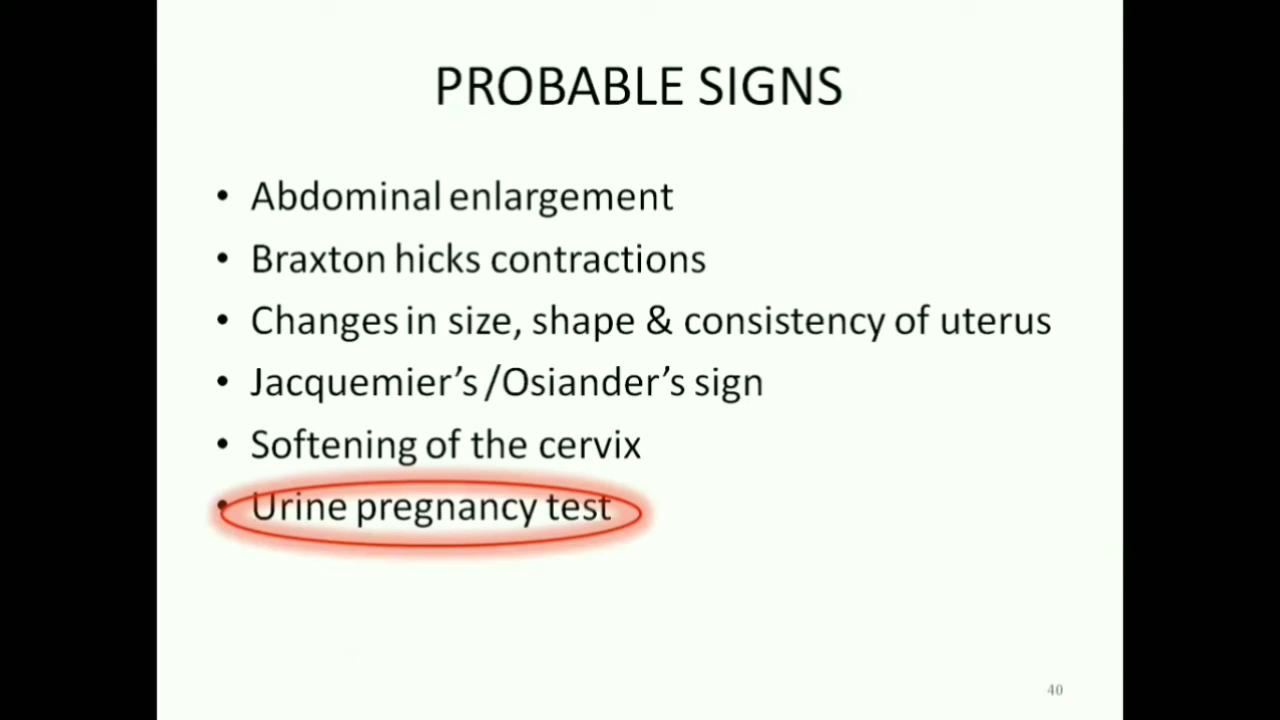 PROBABLE SIGNS
• Abdominal enlargement
• Braxton hicks contractions
• Changes in size, shape & consistency of uterus
• Jacquemier’s /Osiander’s sign
• Softening of the cervix
• Urine pregnancy test
40